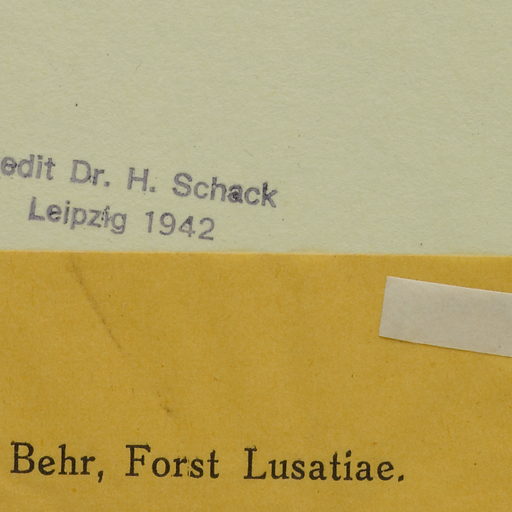 edit Dr. H. Schack
Leipzig 1942
Behr, Forst Lusatiae.